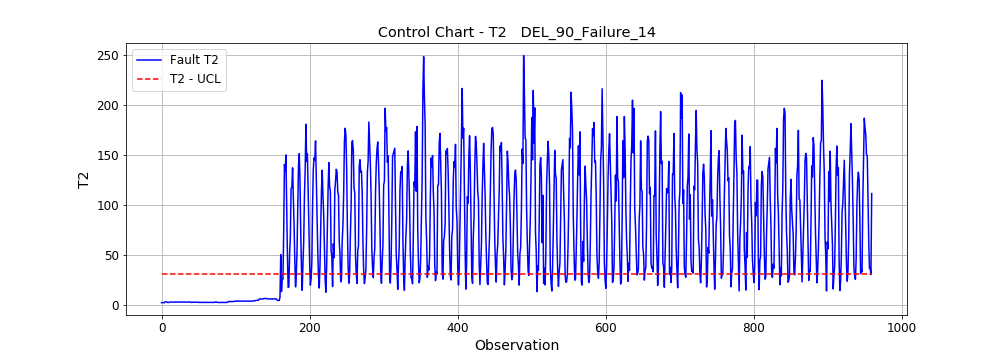 Control Chart - T2   DEL_90_Failure_14
Fault T2
T2 - UCL
250
200
150
100
50
0
T2
0 200 400 600 800 1000
Observation